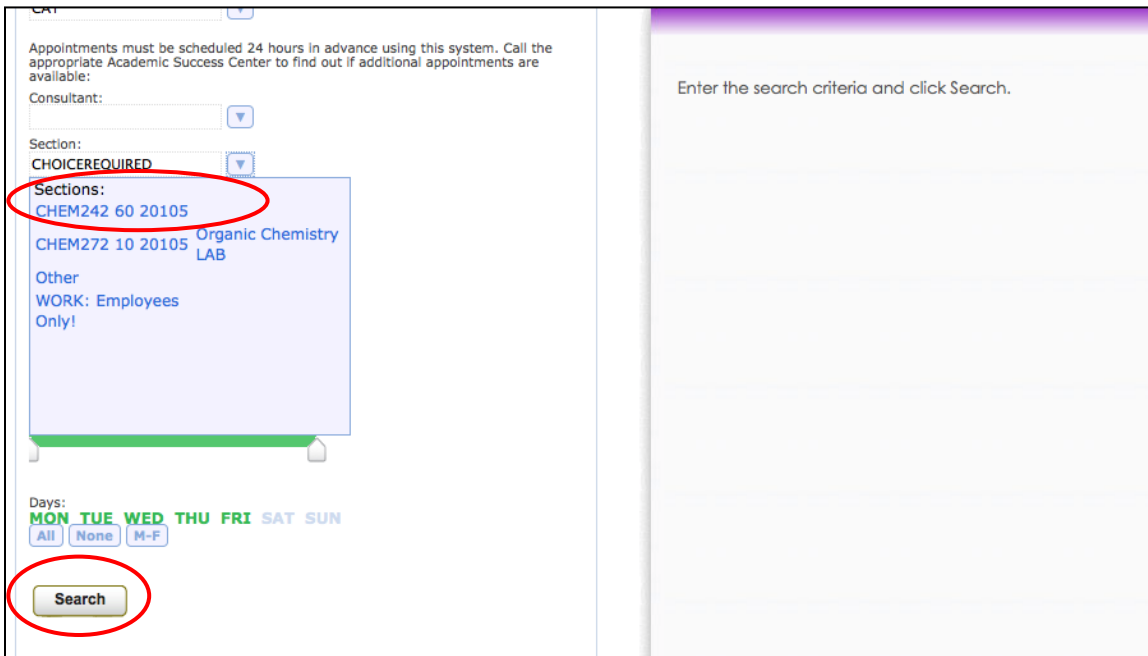 CAT
▼
Appointments must be scheduled 24 hours in advance using this system. Call the
appropriate Academic Success Center to find out if additional appointments are
available:
Consultant:
▼
Section:
CHOICEREQUIRED ▼
Sections:
CHEM242 60 20105
CHEM272 10 20105 Organic Chemistry
LAB
Other
WORK: Employees
Only!
Days:
MON TUE WED THU FRI SAT SUN
All None M-F
Search
Enter the search criteria and click Search.